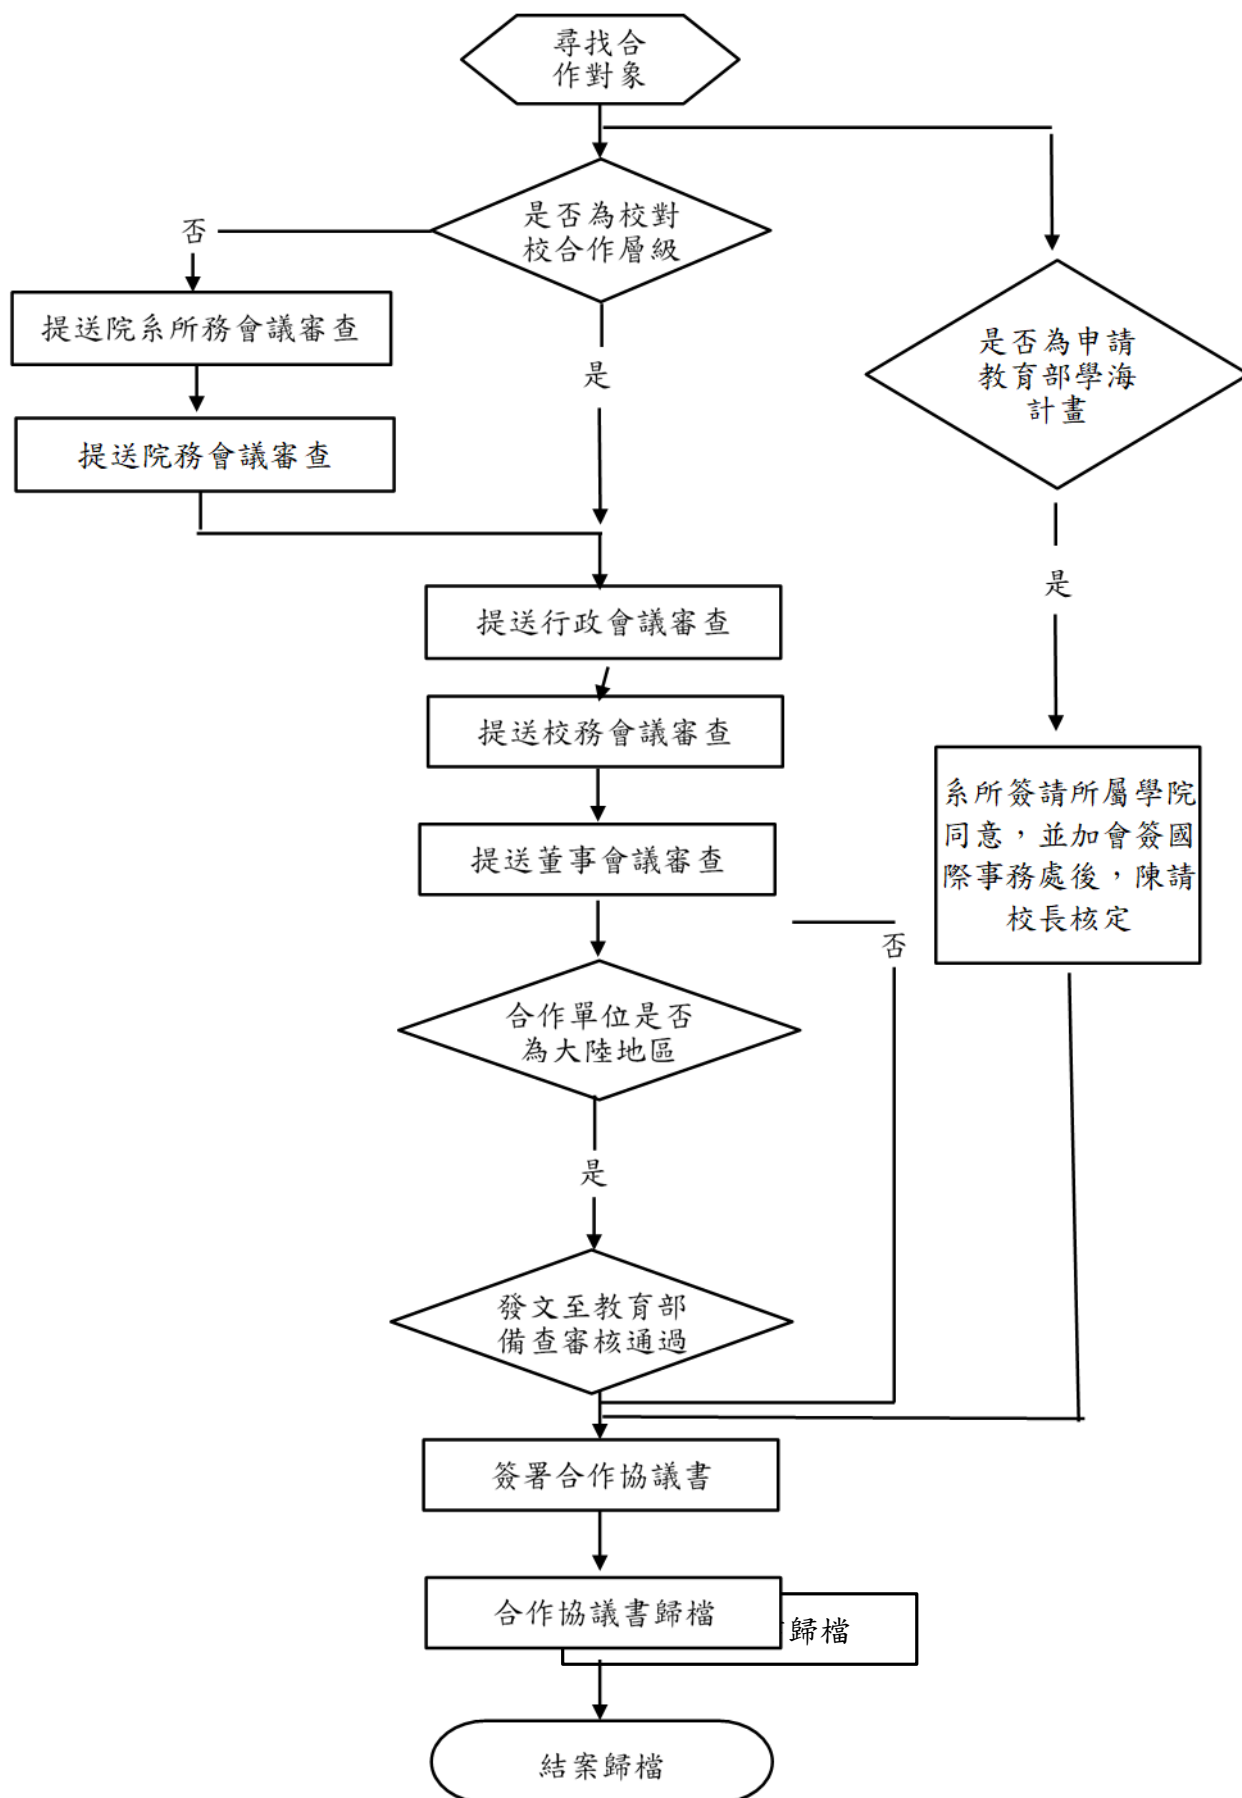 尋找合
作對象
是否為校對
校合作層級
否
提送院系所務會議審查
提送院務會議審查
是
是否為申請
教育部學海
計畫
是
系所簽請所屬學院
同意，並加會簽國
際事務處後，陳請
校長核定
提送行政會議審查
提送校務會議審查
提送董事會議審查
否
合作單位是否
為大陸地區
是
發文至教育部
備查審核通過
簽署合作協議書
合作協議書歸檔
歸檔
結案歸檔